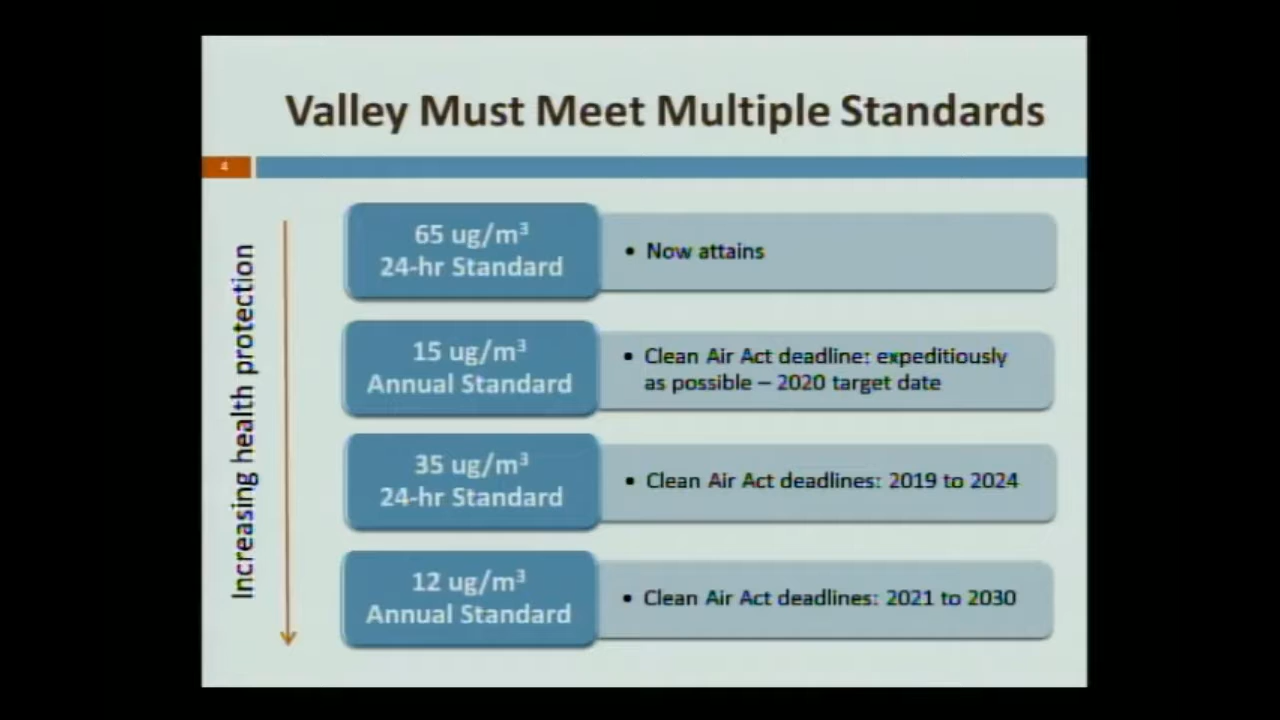 Valley Must Meet Multiple Standards
4
Increasing health protection
65 ug/m³
24-hr Standard
• Now attains
15 ug/m³
Annual Standard
• Clean Air Act deadline: expeditiously
as possible – 2020 target date
35 ug/m³
24-hr Standard
• Clean Air Act deadlines: 2019 to 2024
12 ug/m³
Annual Standard
• Clean Air Act deadlines: 2021 to 2030